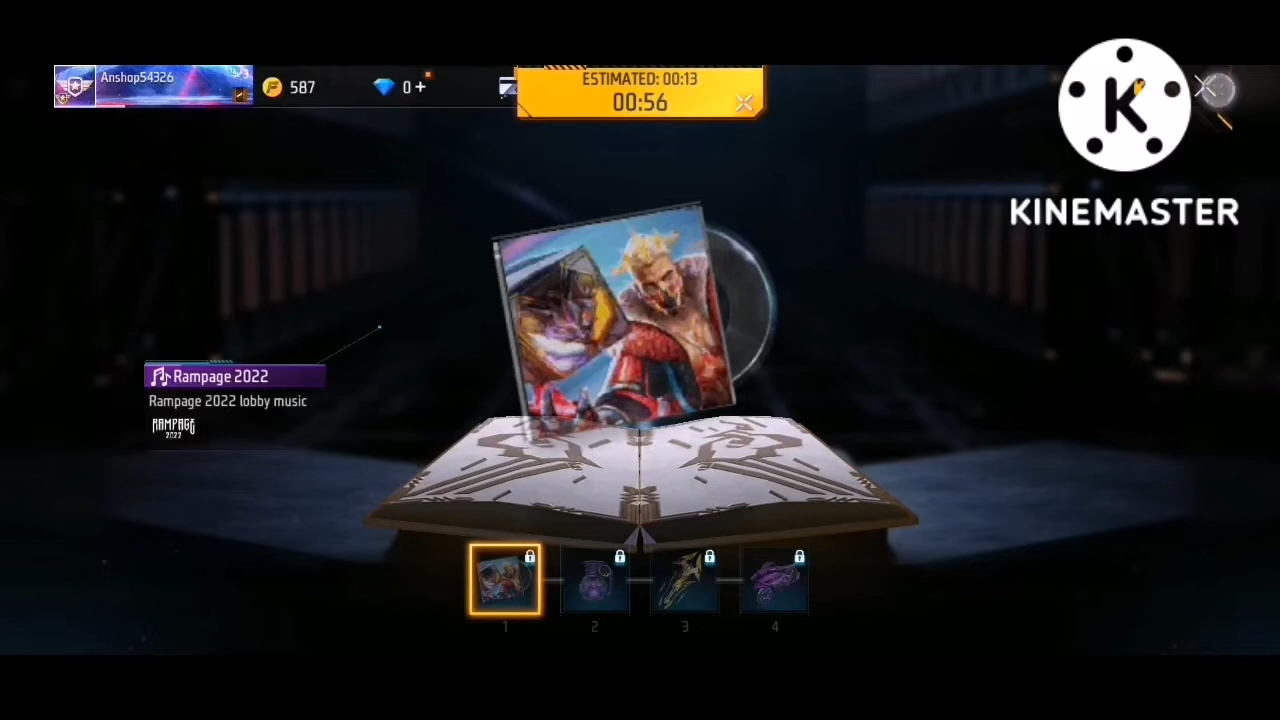 Anshop54326
587
0+
ESTIMATED: 00:13
00:56
K
KINEMASTER
Rampage 2022
Rampage 2022 lobby music
RAMPAGE
2022
1
2
3
4